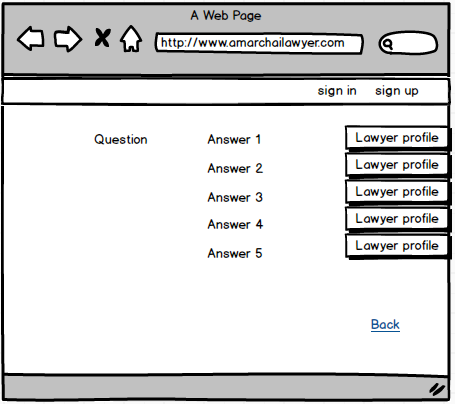 A Web Page
http://www.amarchailawyer.com
sign in sign up
Question Answer 1 Lawyer profile
Answer 2 Lawyer profile
Answer 3 Lawyer profile
Answer 4 Lawyer profile
Answer 5 Lawyer profile
Back